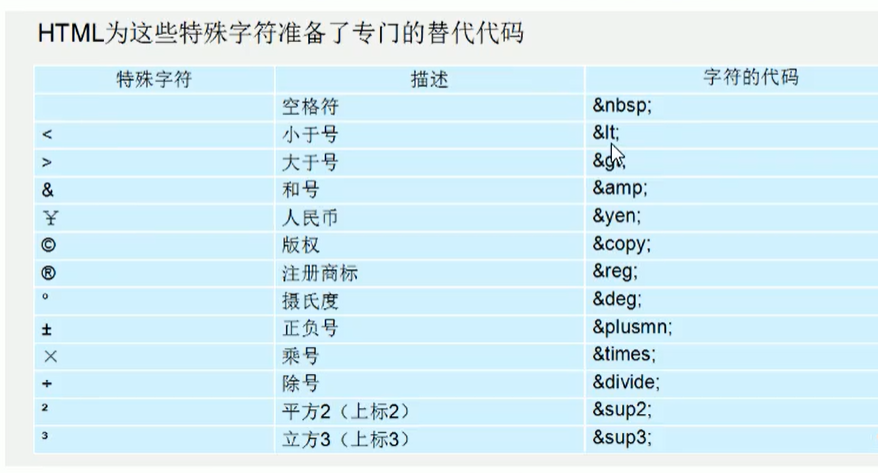 HTML为这些特殊字符准备了专门的替代代码
特殊字符 描述 字符的代码
空格符 &nbsp;
< 小于号 &lt;
> 大于号
& 和号 &amp;
¥ 人民币 &yen;
© 版权 &copy;
® 注册商标 &reg;
° 摄氏度 &deg;
± 正负号 &plusmn;
× 乘号 &times;
÷ 除号 &divide;
² 平方2（上标2） &sup2;
³ 立方3（上标3） &sup3;